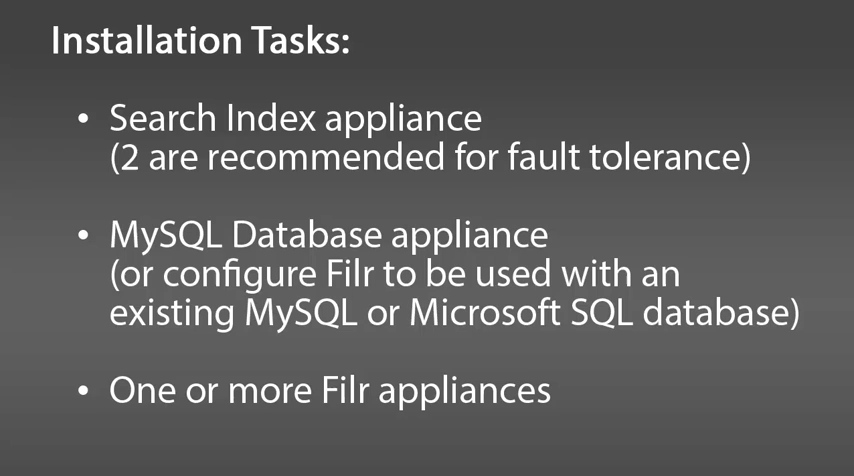 Installation Tasks:
• Search Index appliance
(2 are recommended for fault tolerance)
• MySQL Database appliance
(or configure Filr to be used with an
existing MySQL or Microsoft SQL database)
• One or more Filr appliances